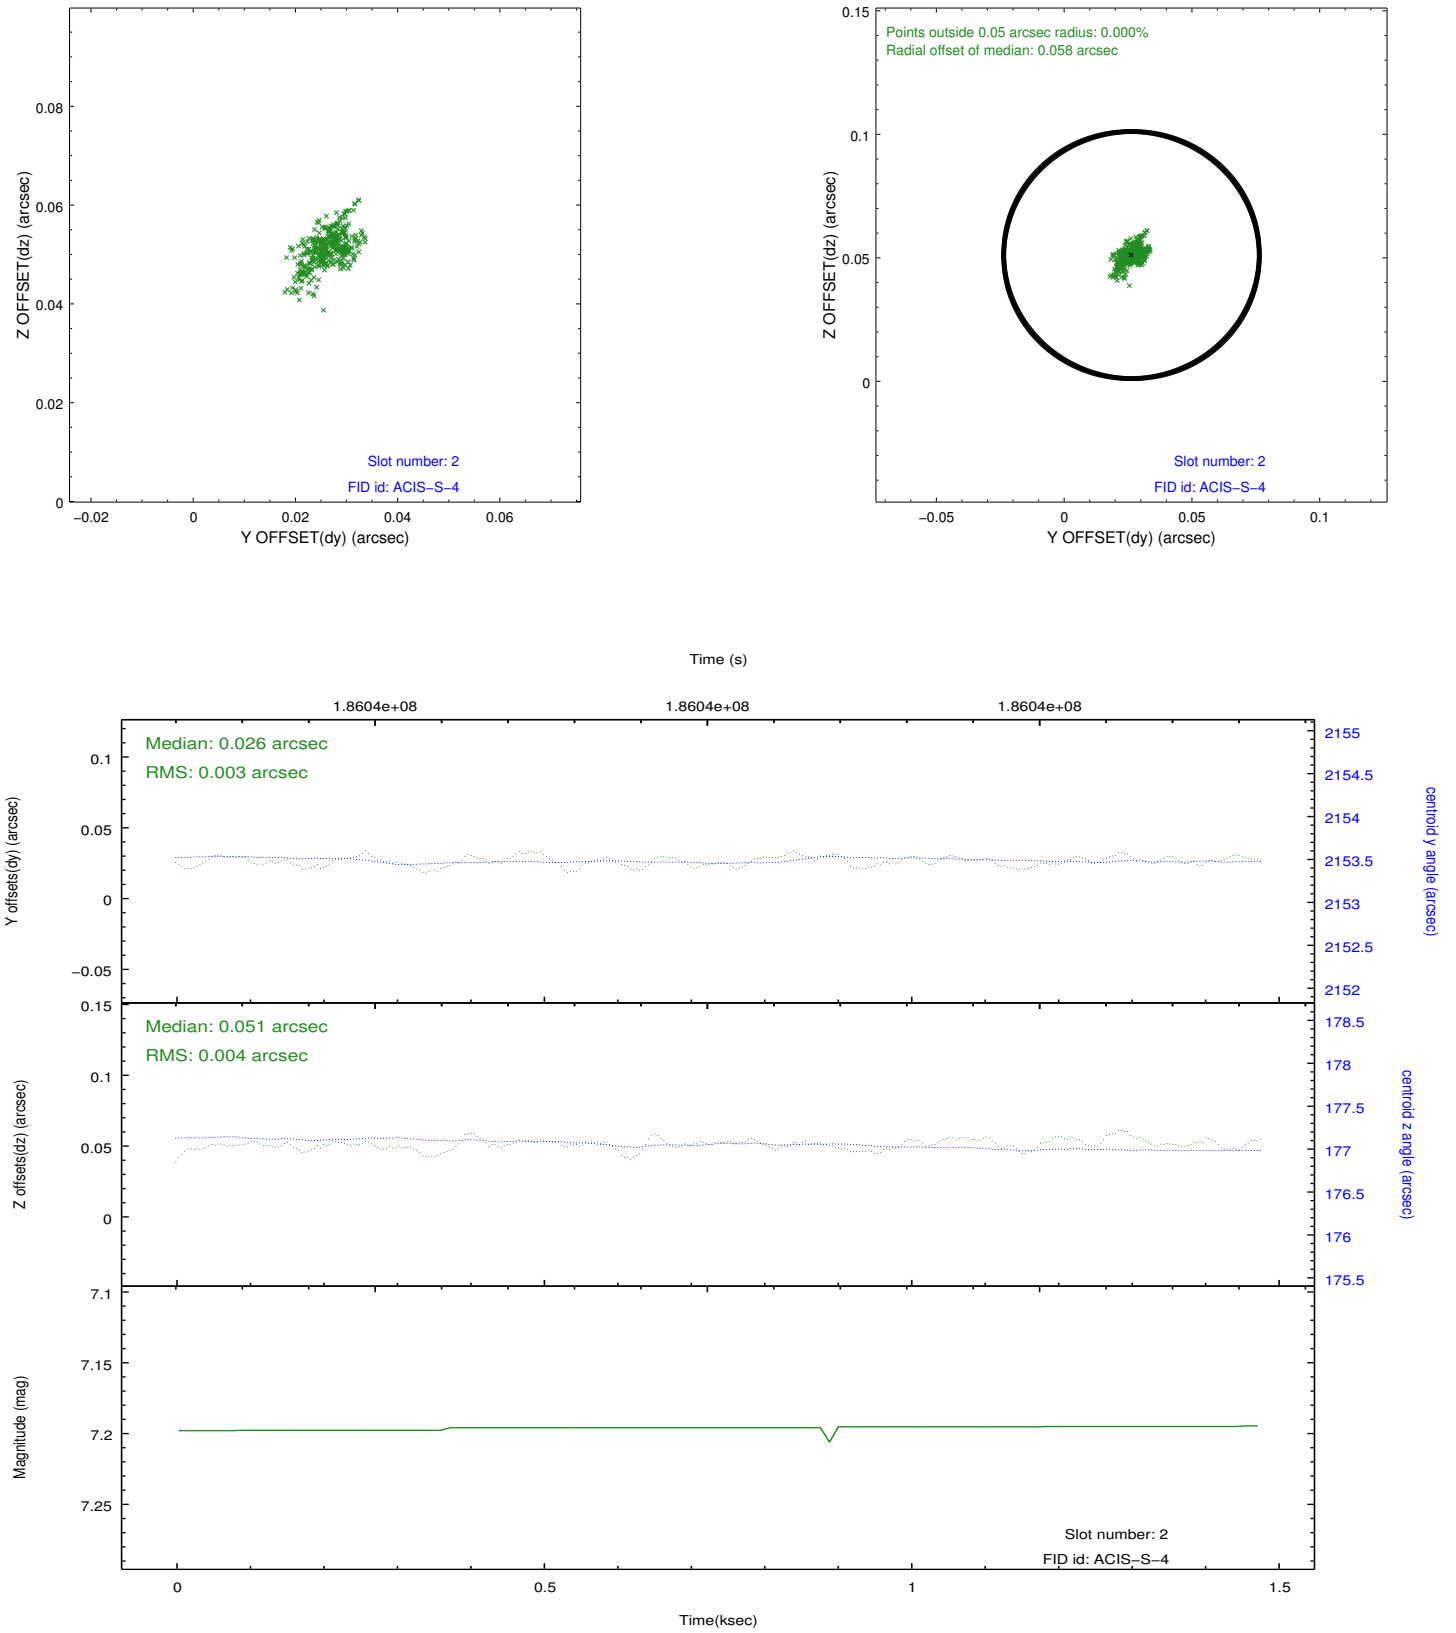 0.08
0.06
0.04
0.02
0
Z OFFSET(dz) (arcsec)
Slot number: 2
FID id: ACIS−S−4
−0.02
0
0.02
0.04
0.06
Y OFFSET(dy) (arcsec)
0.15
0.1
0.05
0
Z OFFSET(dz) (arcsec)
Points outside 0.05 arcsec radius: 0.000%
Radial offset of median: 0.058 arcsec
Slot number: 2
FID id: ACIS−S−4
−0.05
0
0.05
0.1
Y OFFSET(dy) (arcsec)
Time (s)
1.8604e+08
1.8604e+08
1.8604e+08
Median: 0.026 arcsec
RMS: 0.003 arcsec
0.1
0.05
0
−0.05
Y offsets(dy) (arcsec)
2155
2154.5
2154
2153.5
2153
2152.5
2152
centroid y angle (arcsec)
Median: 0.051 arcsec
RMS: 0.004 arcsec
0.15
0.1
0.05
0
Z offsets(dz) (arcsec)
178.5
178
177.5
177
176.5
176
175.5
centroid z angle (arcsec)
7.1
7.15
7.2
7.25
Magnitude (mag)
Slot number: 2
FID id: ACIS−S−4
0
0.5
1
1.5
Time(ksec)